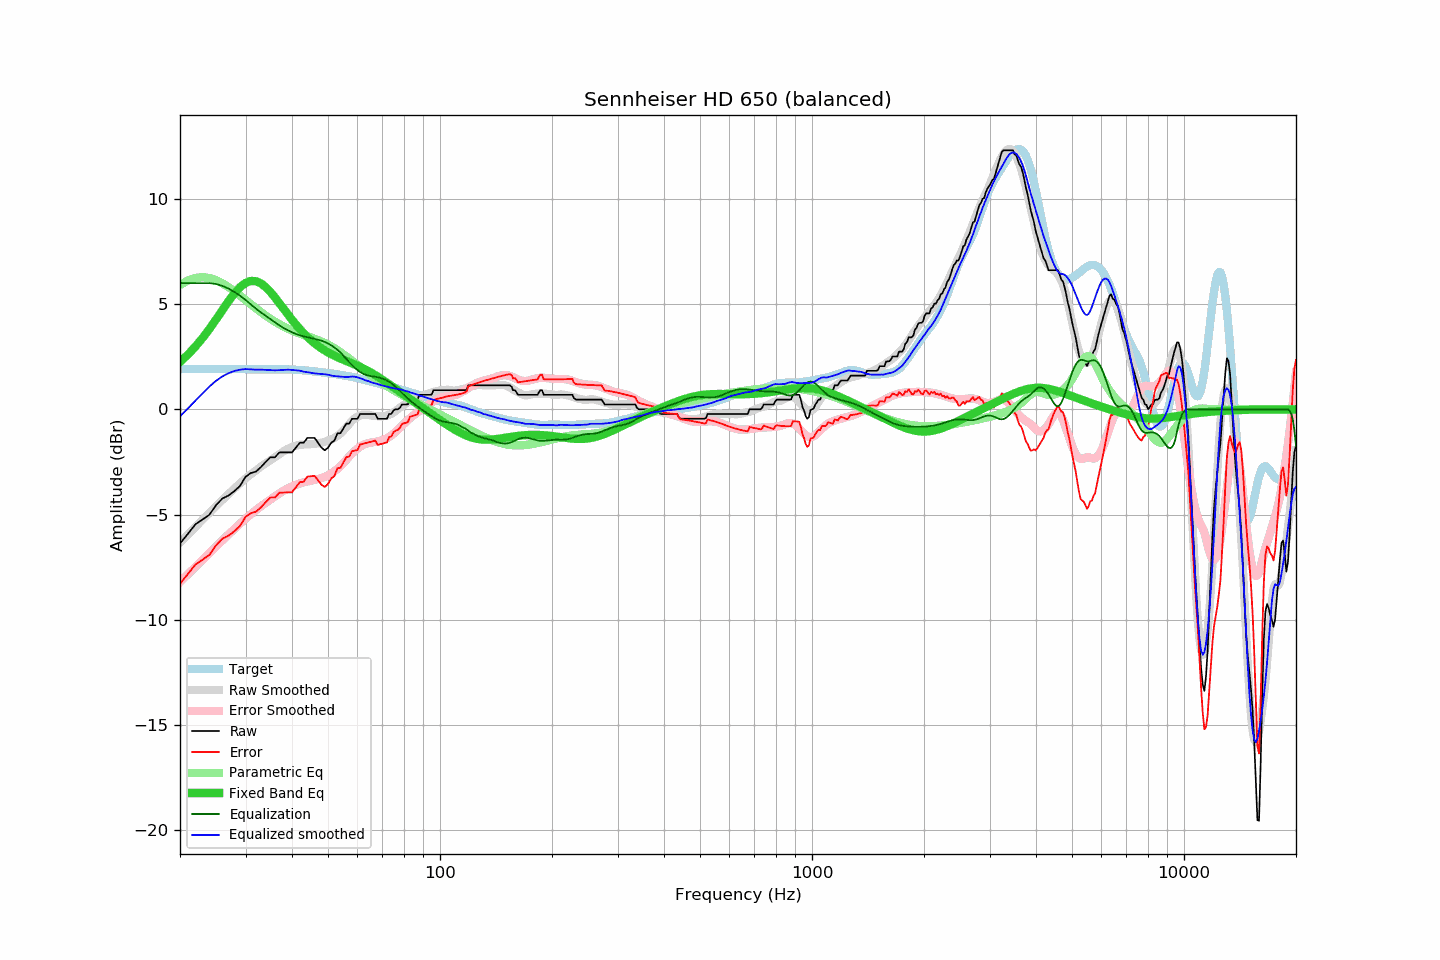 Sennheiser HD 650 (balanced)
Amplitude (dBr)
10
5
0
−5
−10
−15
−20
Target
Raw Smoothed
Error Smoothed
Raw
Error
Parametric Eq
Fixed Band Eq
Equalization
Equalized smoothed
100
1000
10000
Frequency (Hz)